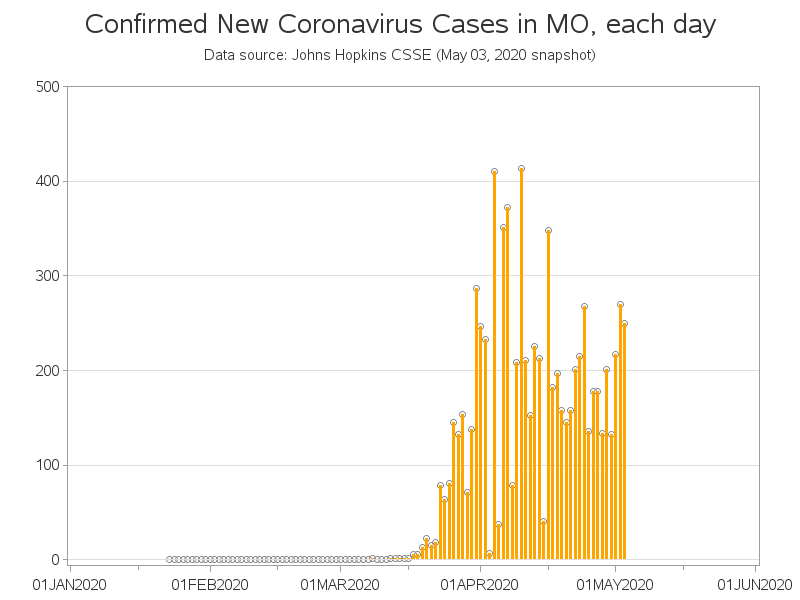 Confirmed New Coronavirus Cases in MO, each day
Data source: Johns Hopkins CSSE (May 03, 2020 snapshot)
500
400
300
200
100
0
01JAN2020 01FEB2020 01MAR2020 01APR2020 01MAY2020 01JUN2020